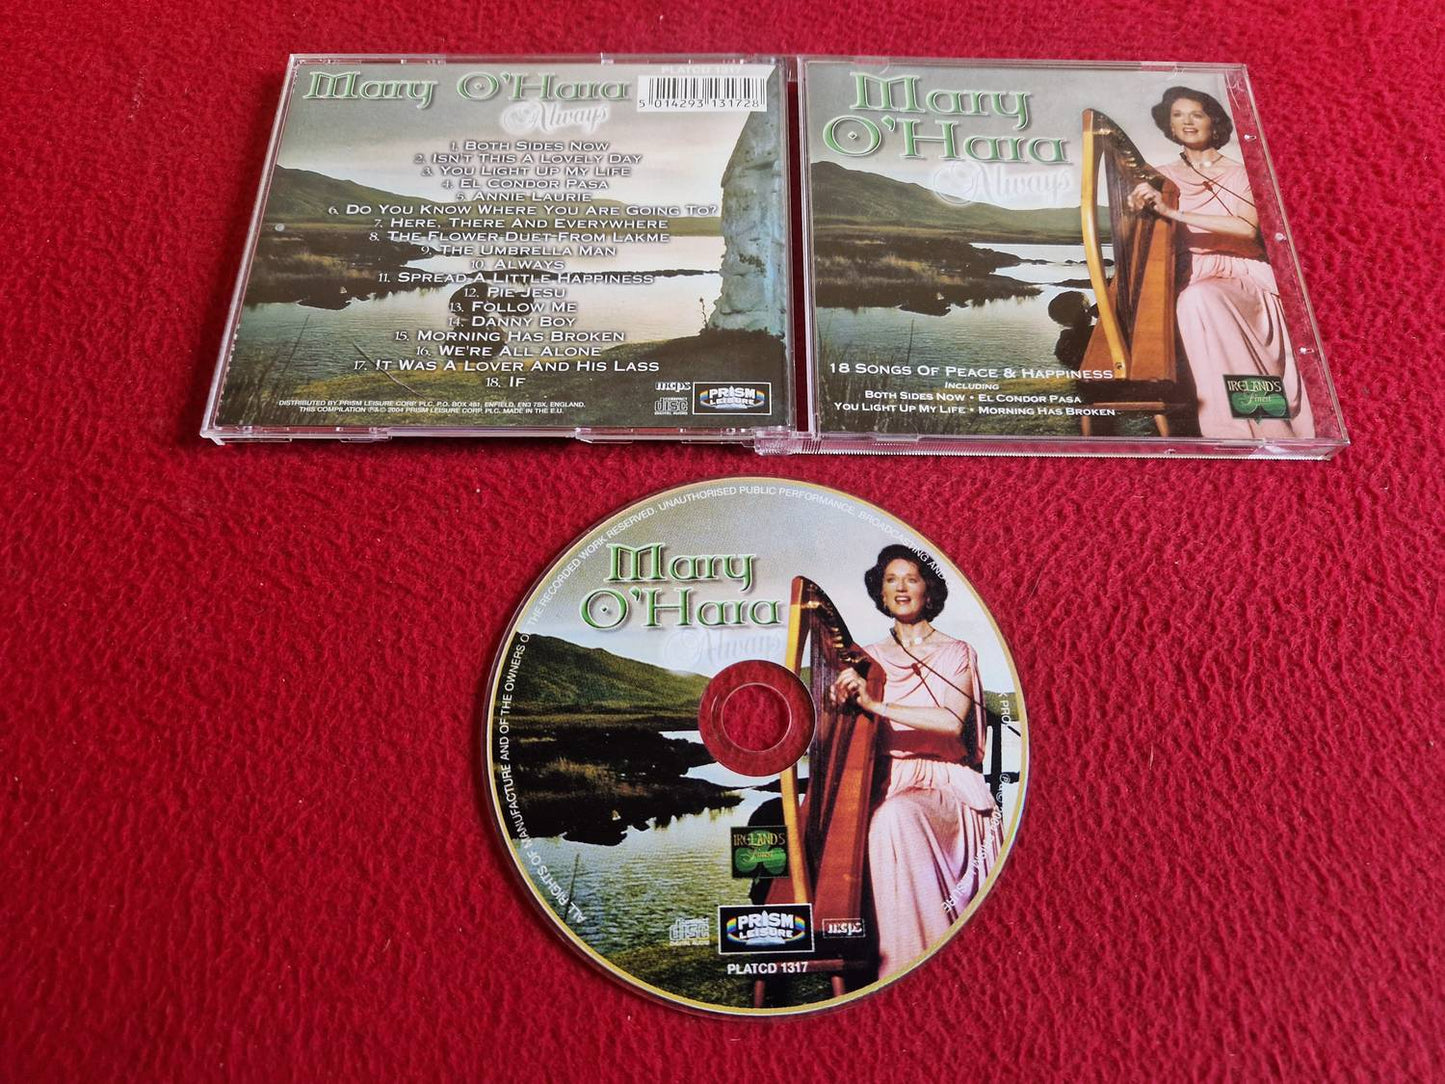 Mary O'Hara
Always
PLATCD 1317
5 014293 131728
1. Both Sides Now
2. Isn't This A Lovely Day
3. You Light Up My Life
4. El Condor Pasa
5. Annie Laurie
6. Do You Know Where You Are Going To?
7. Here, There And Everywhere
8. The Flower Duet From Lakme
9. The Umbrella Man
10. Always
11. Spread A Little Happiness
12. Pie Jesu
13. Follow Me
14. Danny Boy
15. Morning Has Broken
16. We're All Alone
17. It Was A Lover And His Lass
18. If
DISTRIBUTED BY PRISM LEISURE CORP. PLC. P.O. BOX 481, ENFIELD, EN3 7SX, ENGLAND.
THIS COMPILATION ℗&© 2004 PRISM LEISURE CORP. PLC. MADE IN THE E.U.
mcps
COMPACT
disc
DIGITAL AUDIO
PRISM
LEISURE
Mary
O'Hara
Always
18 Songs Of Peace & Happiness
Including
Both Sides Now • El Condor Pasa
You Light Up My Life • Morning Has Broken
IRELAND'S
Finest
ALL RIGHTS OF MANUFACTURE AND OF THE OWNERS OF THE RECORDED WORK RESERVED. UNAUTHORISED PUBLIC PERFORMANCE, BROADCASTING AND
Mary
O'Hara
Always
IRELAND'S
Finest
disc
DIGITAL AUDIO
PRISM
LEISURE
mcps
PLATCD 1317